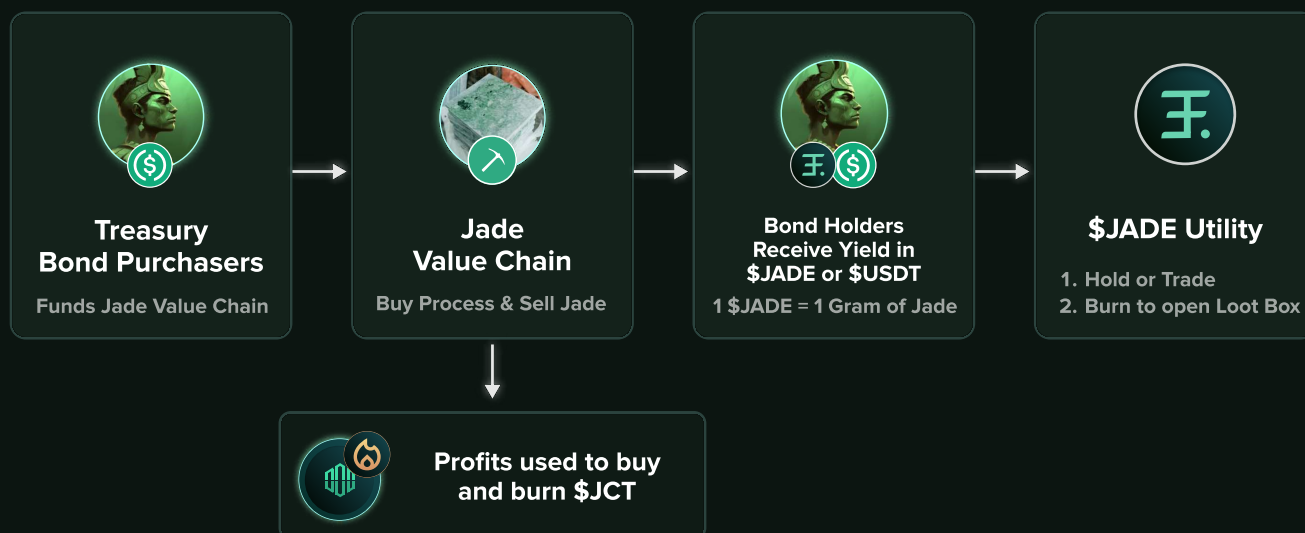 Treasury
Bond Purchasers
Funds Jade Value Chain
Jade
Value Chain
Buy Process & Sell Jade
Bond Holders
Receive Yield in
$JADE or $USDT
1 $JADE = 1 Gram of Jade
$JADE Utility
1. Hold or Trade
2. Burn to open Loot Box
Profits used to buy
and burn $JCT